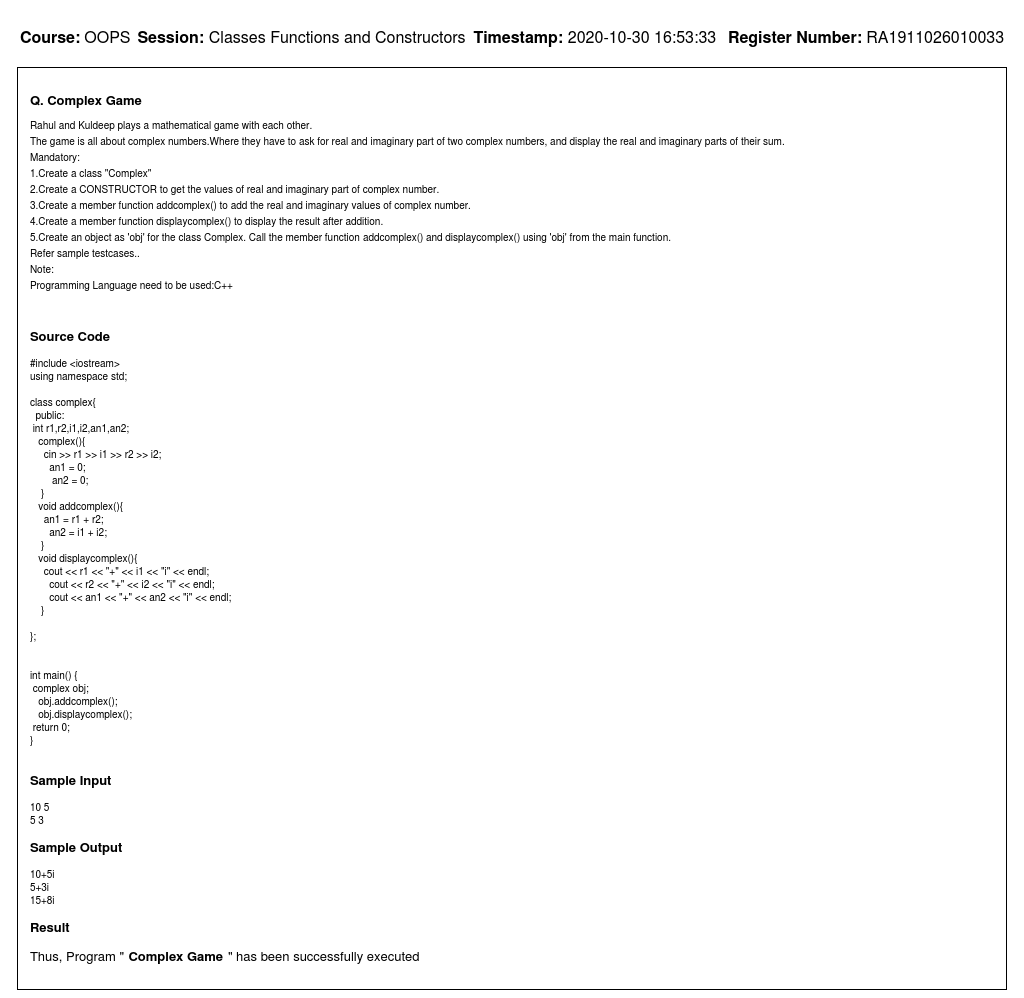 Course: OOPS Session: Classes Functions and Constructors Timestamp: 2020-10-30 16:53:33 Register Number: RA1911026010033
Q. Complex Game
Rahul and Kuldeep plays a mathematical game with each other.
The game is all about complex numbers.Where they have to ask for real and imaginary part of two complex numbers, and display the real and imaginary parts of their sum.
Mandatory:
1.Create a class "Complex"
2.Create a CONSTRUCTOR to get the values of real and imaginary part of complex number.
3.Create a member function addcomplex() to add the real and imaginary values of complex number.
4.Create a member function displaycomplex() to display the result after addition.
5.Create an object as 'obj' for the class Complex. Call the member function addcomplex() and displaycomplex() using 'obj' from the main function.
Refer sample testcases..
Note:
Programming Language need to be used:C++
Source Code
#include <iostream>
using namespace std;
class complex{
public:
int r1,r2,i1,i2,an1,an2;
complex(){
cin >> r1 >> i1 >> r2 >> i2;
an1 = 0;
an2 = 0;
}
void addcomplex(){
an1 = r1 + r2;
an2 = i1 + i2;
}
void displaycomplex(){
cout << r1 << "+" << i1 << "i" << endl;
cout << r2 << "+" << i2 << "i" << endl;
cout << an1 << "+" << an2 << "i" << endl;
}
};
int main() {
complex obj;
obj.addcomplex();
obj.displaycomplex();
return 0;
}
Sample Input
10 5
5 3
Sample Output
10+5i
5+3i
15+8i
Result
Thus, Program " Complex Game " has been successfully executed